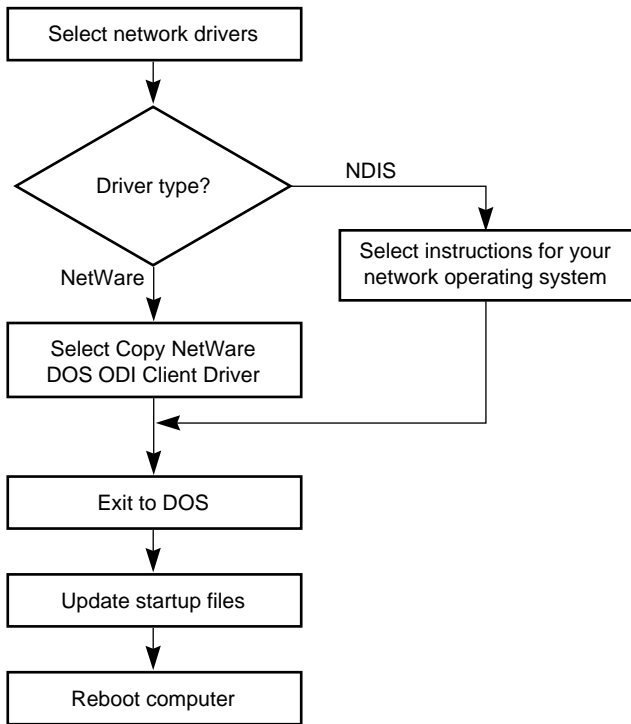 Select network drivers
Driver type?
NDIS
Select instructions for your
network operating system
NetWare
Select Copy NetWare
DOS ODI Client Driver
Exit to DOS
Update startup files
Reboot computer